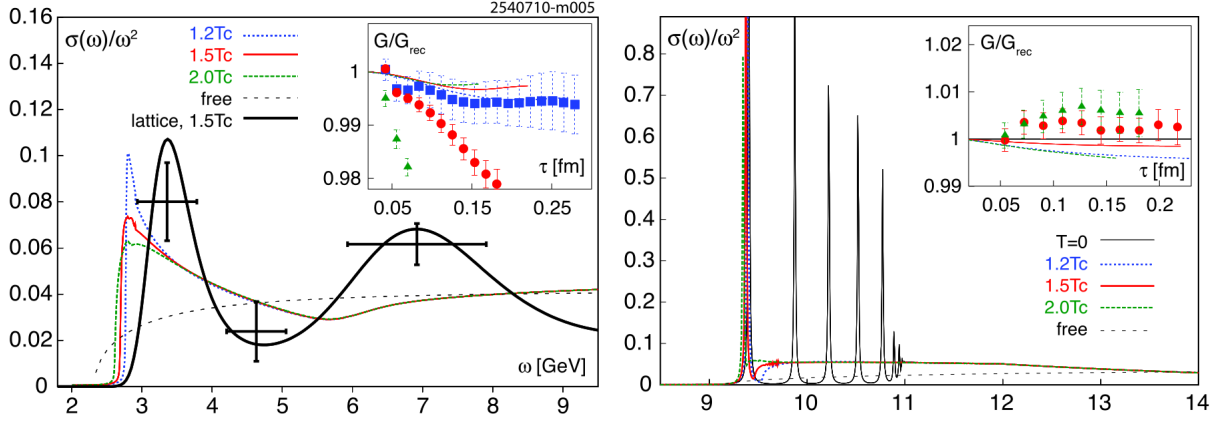 2540710-m005
0.16
0.14
0.12
0.1
0.08
0.06
0.04
0.02
0
2
3
4
5
6
7
8
9
σ(ω)/ω²
1.2Tc
1.5Tc
2.0Tc
free
lattice, 1.5Tc
ω [GeV]
G/Grec
1
0.99
0.98
τ [fm]
0.05
0.15
0.25
0.8
0.7
0.6
0.5
0.4
0.3
0.2
0.1
0
9
10
11
12
13
14
σ(ω)/ω²
G/Grec
1.02
1.01
1
0.99
τ [fm]
0.05
0.1
0.15
0.2
T=0
1.2Tc
1.5Tc
2.0Tc
free